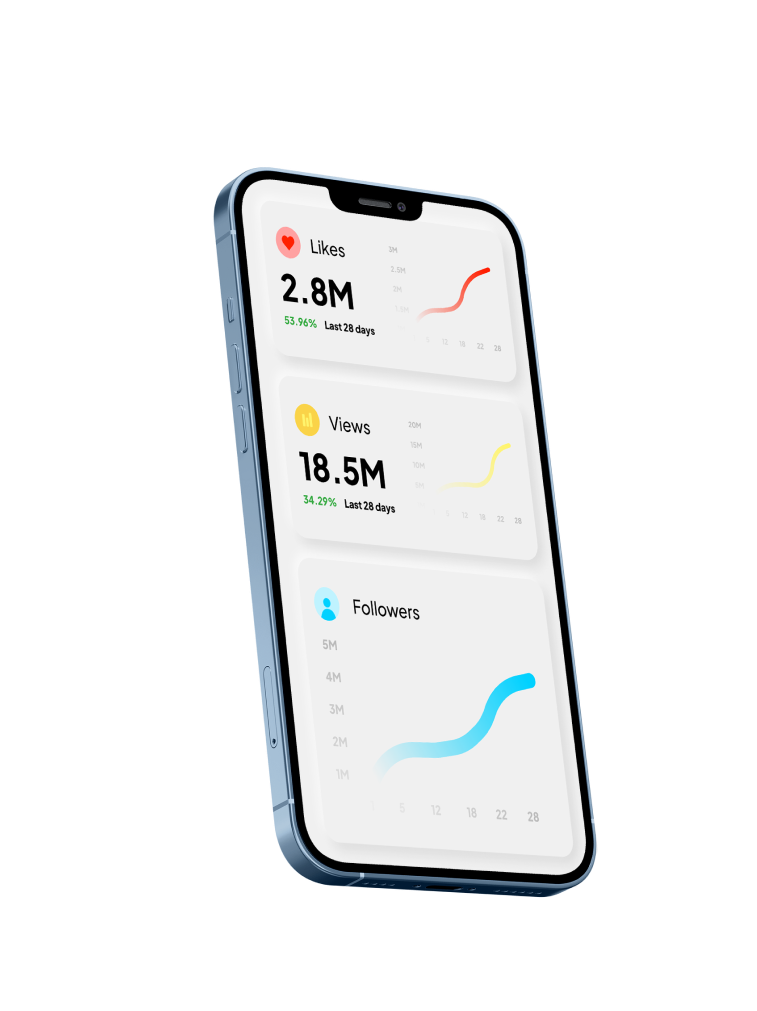 Likes
2.8M
53.96% Last 28 days
3M
2.5M
2M
1.5M
12 18 22 28
Views
18.5M
34.29% Last 28 days
20M
15M
10M
5M
5 12 18 22 28
Followers
5M
4M
3M
2M
1M
1 5 12 18 22 28